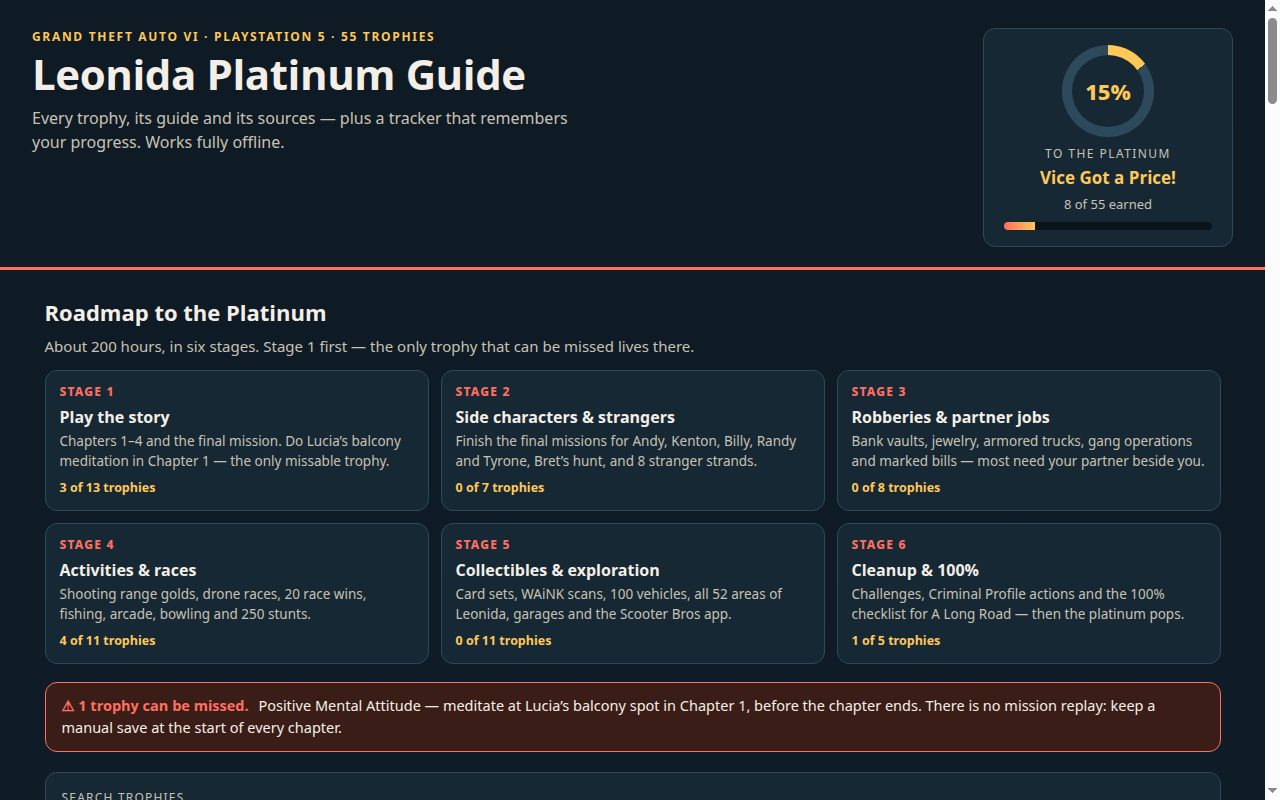 GRAND THEFT AUTO VI · PLAYSTATION 5 · 55 TROPHIES
Leonida Platinum Guide
Every trophy, its guide and its sources — plus a tracker that remembers
your progress. Works fully offline.
15%
TO THE PLATINUM
Vice Got a Price!
8 of 55 earned
Roadmap to the Platinum
About 200 hours, in six stages. Stage 1 first — the only trophy that can be missed lives there.
STAGE 1
Play the story
Chapters 1–4 and the final mission. Do Lucia’s balcony
meditation in Chapter 1 — the only missable trophy.
3 of 13 trophies
STAGE 2
Side characters & strangers
Finish the final missions for Andy, Kenton, Billy, Randy
and Tyrone, Bret’s hunt, and 8 stranger strands.
0 of 7 trophies
STAGE 3
Robberies & partner jobs
Bank vaults, jewelry, armored trucks, gang operations
and marked bills — most need your partner beside you.
0 of 8 trophies
STAGE 4
Activities & races
Shooting range golds, drone races, 20 race wins,
fishing, arcade, bowling and 250 stunts.
4 of 11 trophies
STAGE 5
Collectibles & exploration
Card sets, WAiNK scans, 100 vehicles, all 52 areas of
Leonida, garages and the Scooter Bros app.
0 of 11 trophies
STAGE 6
Cleanup & 100%
Challenges, Criminal Profile actions and the 100%
checklist for A Long Road — then the platinum pops.
1 of 5 trophies
⚠ 1 trophy can be missed. Positive Mental Attitude — meditate at Lucia’s balcony spot in Chapter 1, before the chapter ends. There is no mission replay: keep a
manual save at the start of every chapter.
SEARCH TROPHIES